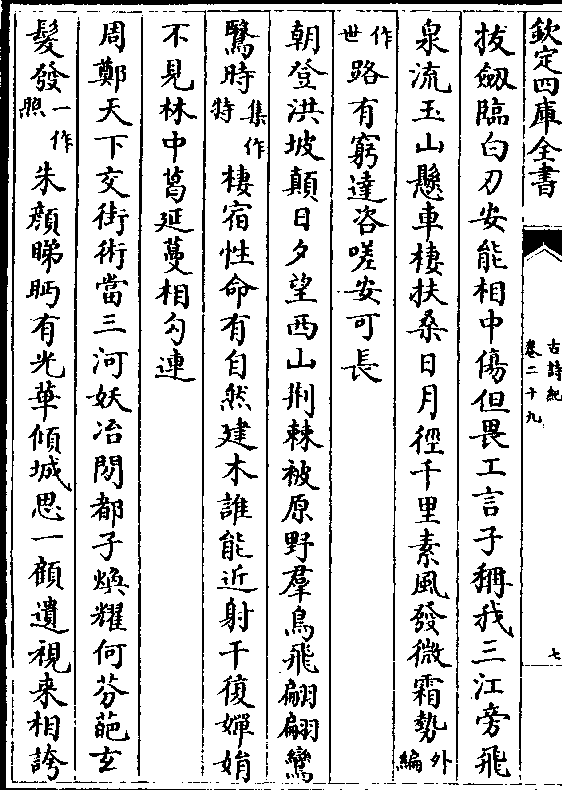 欽定四庫全書
古詩紀
卷二十九
七
拔劒臨白刃安能相中傷但畏工言子稱我三江旁飛
泉流玉山懸車棲扶桑日月徑千里素風發微霜勢外編
作世路有窮達咨嗟安可長
朝登洪坡顛日夕望西山荆棘被原野羣鳥飛翩翩鸞
鷖時集作特棲宿性命有自然建木誰能近射干復嬋娟
不見林中葛延蔓相勾連
周鄭天下交街術當三河妖冶閒都子煥耀何芬葩玄
髮發一作照朱顔睇眄有光華傾城思一顧遺視來相誇